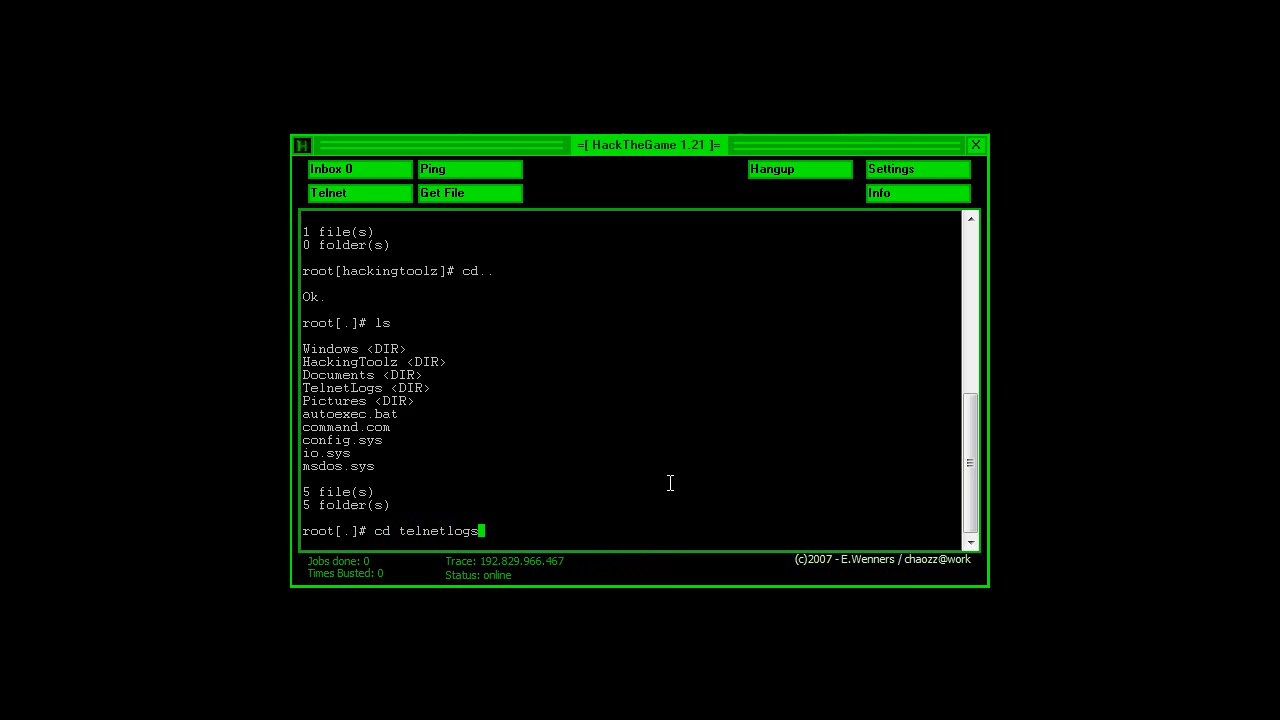 H =[ HackTheGame 1.21 ]= X
Inbox 0 Ping Hangup Settings
Telnet Get File Info
1 file(s)
0 folder(s)
root[hackingtoolz]# cd..
Ok.
root[.]# ls
Windows <DIR>
HackingToolz <DIR>
Documents <DIR>
TelnetLogs <DIR>
Pictures <DIR>
autoexec.bat
command.com
config.sys
io.sys
msdos.sys
5 file(s)
5 folder(s)
root[.]# cd telnetlogs
Jobs done: 0 Trace: 192.829.966.467 (c)2007 - E.Wenners / chaozz@work
Times Busted: 0 Status: online